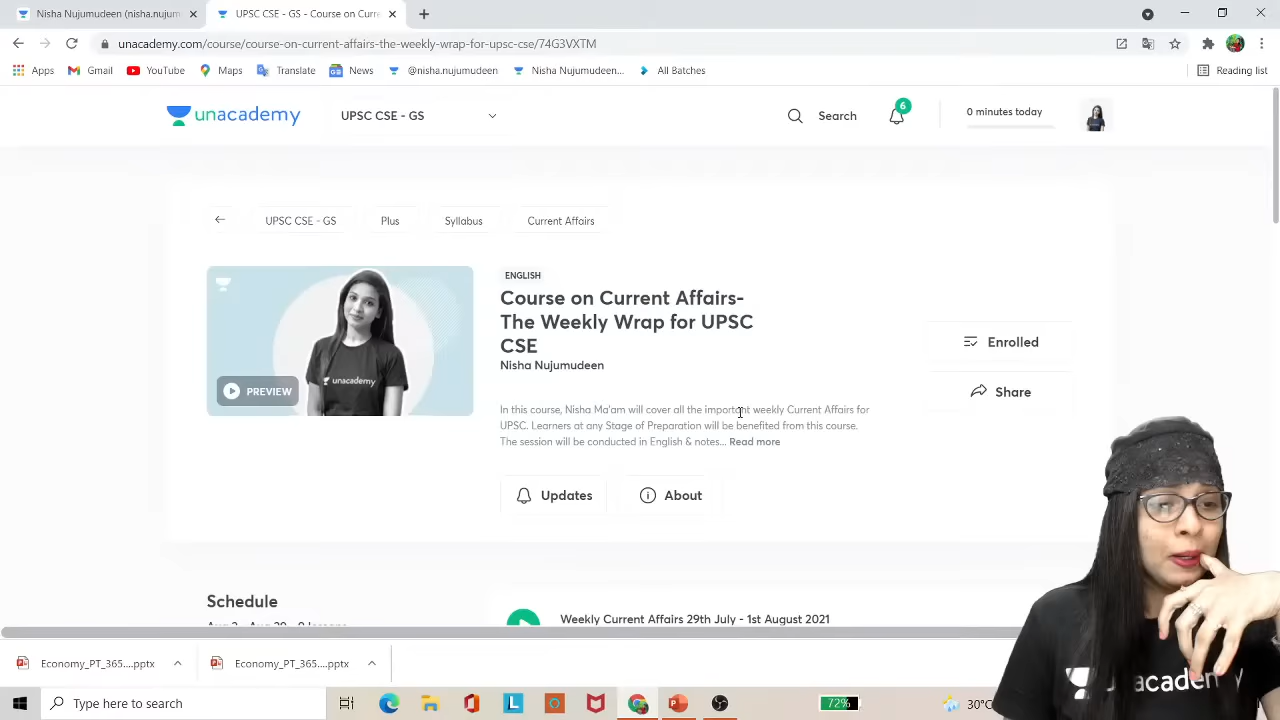 Nisha Nujumudeen (nisha.nujum
UPSC CSE - GS - Course on Curre
unacademy.com/course/course-on-current-affairs-the-weekly-wrap-for-upsc-cse/74G3VXTM
Apps Gmail YouTube Maps Translate News @nisha.nujumudeen Nisha Nujumudeen... All Batches Reading list
unacademy UPSC CSE - GS Search 6 0 minutes today
UPSC CSE - GS Plus Syllabus Current Affairs
ENGLISH
Course on Current Affairs-
The Weekly Wrap for UPSC
CSE
Nisha Nujumudeen
unacademy
PREVIEW
Enrolled
Share
In this course, Nisha Ma'am will cover all the important weekly Current Affairs for
UPSC. Learners at any Stage of Preparation will be benefited from this course.
The session will be conducted in English & notes... Read more
Updates About
Schedule
Weekly Current Affairs 29th July - 1st August 2021
Economy_PT_365....pptx Economy_PT_365....pptx
Type here to search 72% 30°C